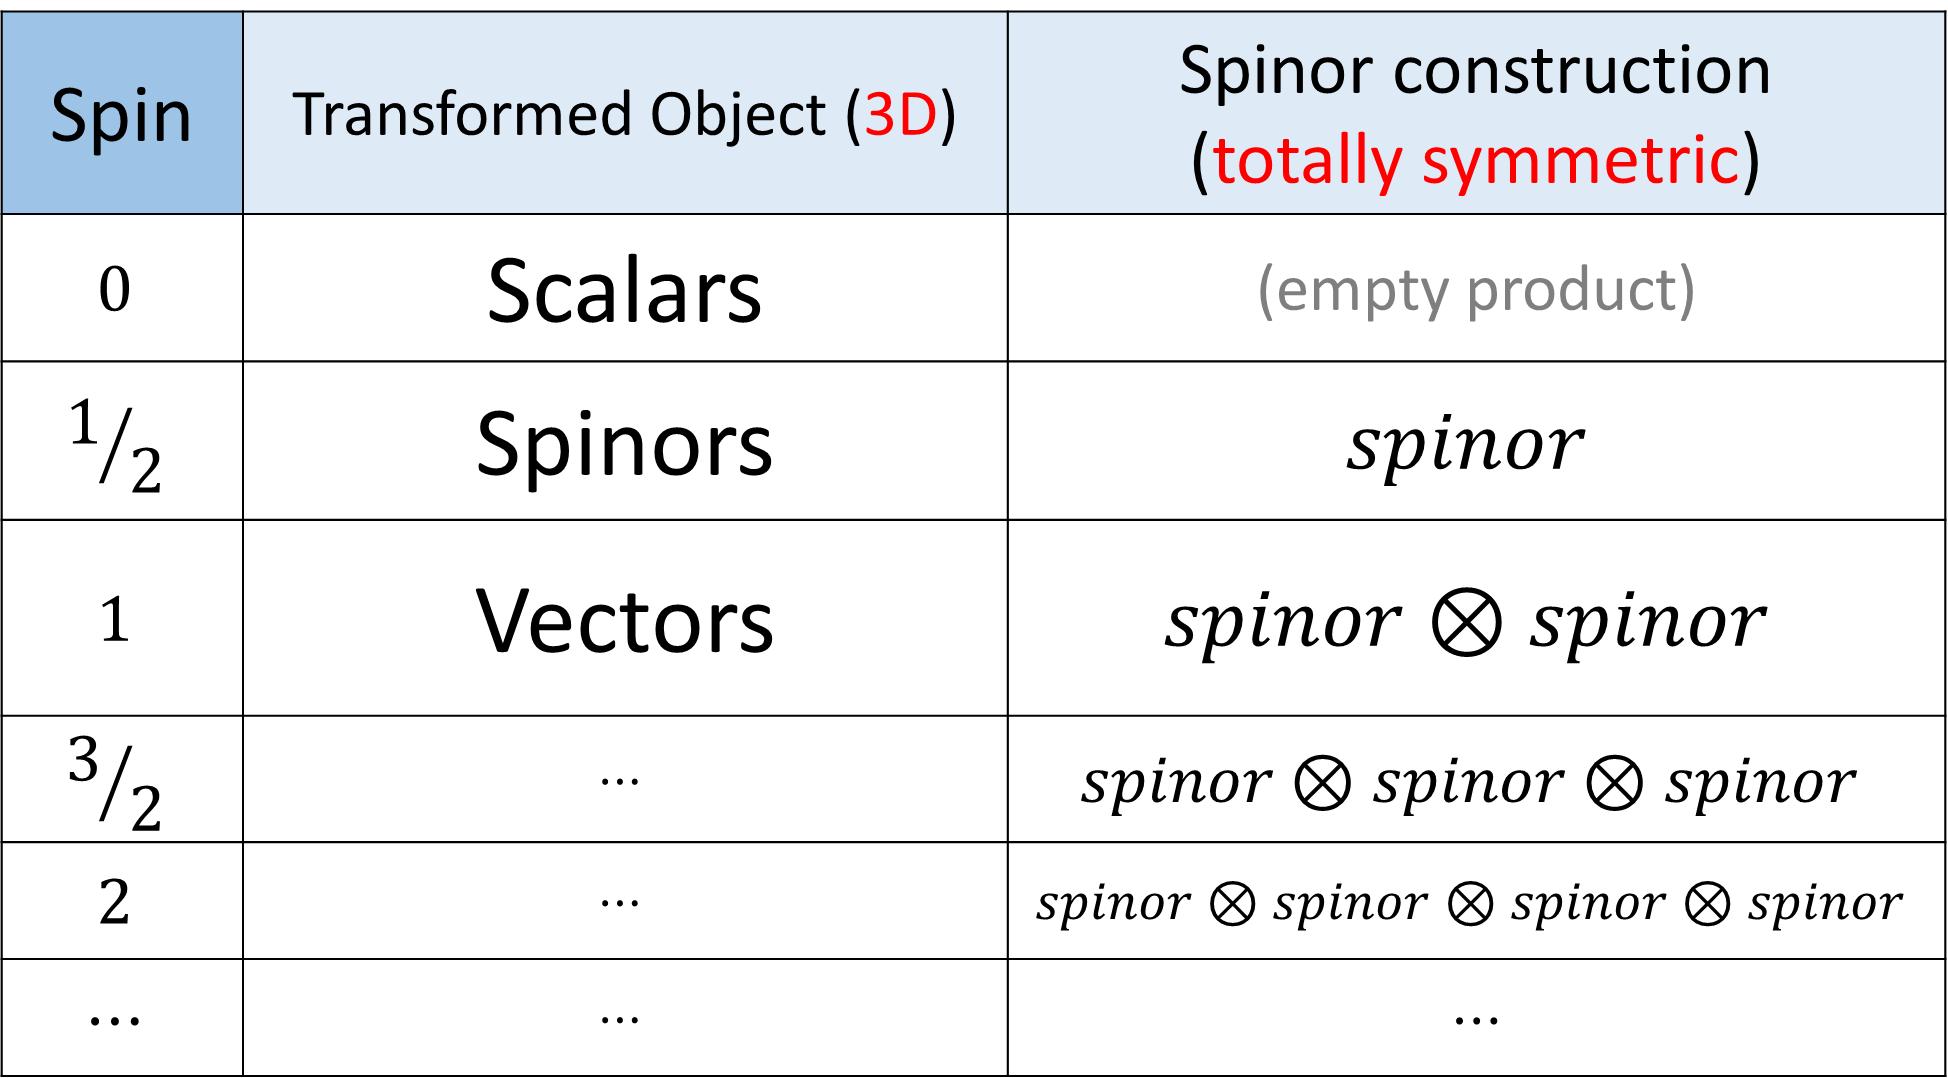 Spin
Transformed Object (3D)
Spinor construction
(totally symmetric)
0
Scalars
(empty product)
1/2
Spinors
spinor
1
Vectors
spinor ⊗ spinor
3/2
...
spinor ⊗ spinor ⊗ spinor
2
...
spinor ⊗ spinor ⊗ spinor ⊗ spinor
...
...
...